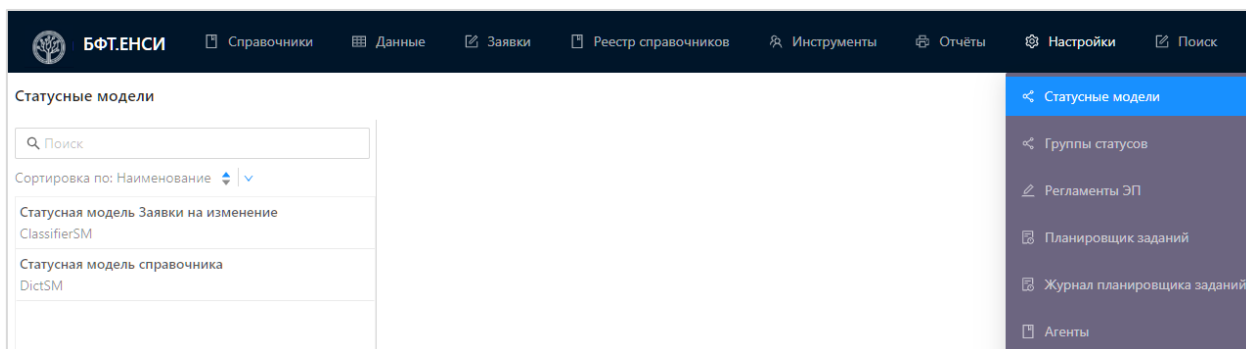 БФТ.ЕНСИ Справочники Данные Заявки Реестр справочников Инструменты Отчёты Настройки Поиск
Статусные модели
Поиск
Сортировка по: Наименование
Статусная модель Заявки на изменение
ClassifierSM
Статусная модель справочника
DictSM
Статусные модели
Группы статусов
Регламенты ЭП
Планировщик заданий
Журнал планировщика заданий
Агенты